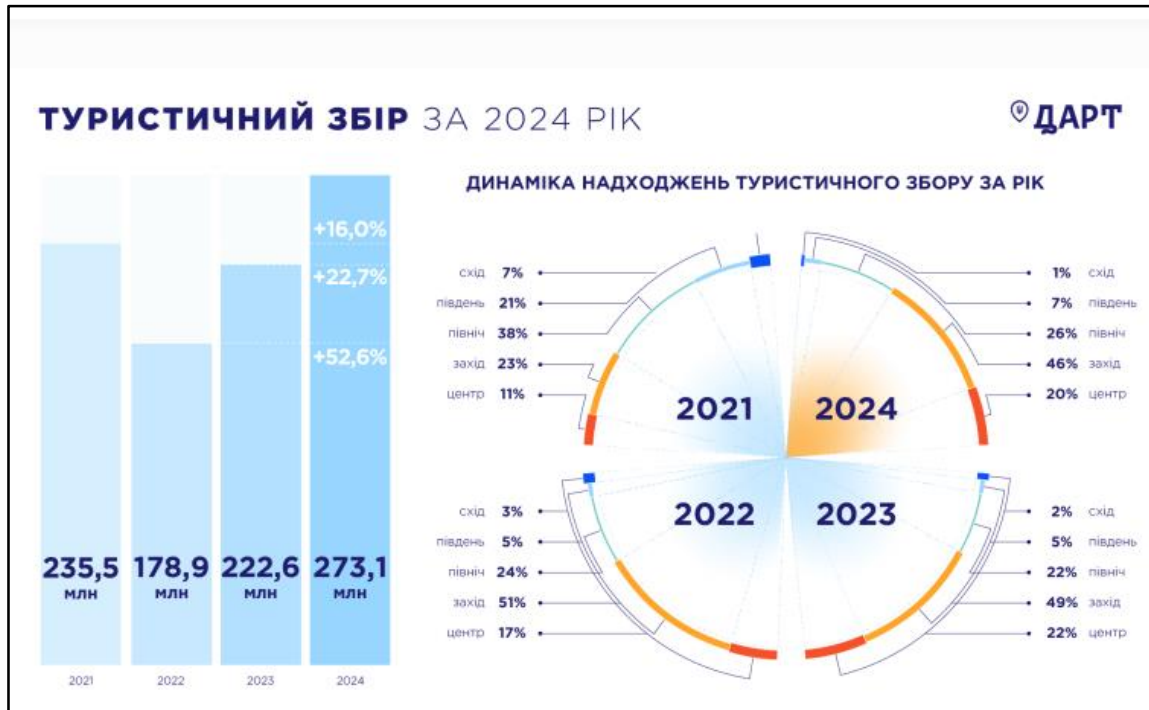 ТУРИСТИЧНИЙ ЗБІР ЗА 2024 РІК
ДАРТ
+16,0%
+22,7%
+52,6%
235,5
млн
178,9
млн
222,6
млн
273,1
млн
2021
2022
2023
2024
ДИНАМІКА НАДХОДЖЕНЬ ТУРИСТИЧНОГО ЗБОРУ ЗА РІК
схід 7%
південь 21%
північ 38%
захід 23%
центр 11%
2021
2024
1% схід
7% південь
26% північ
46% захід
20% центр
схід 3%
південь 5%
північ 24%
захід 51%
центр 17%
2022
2023
2% схід
5% південь
22% північ
49% захід
22% центр